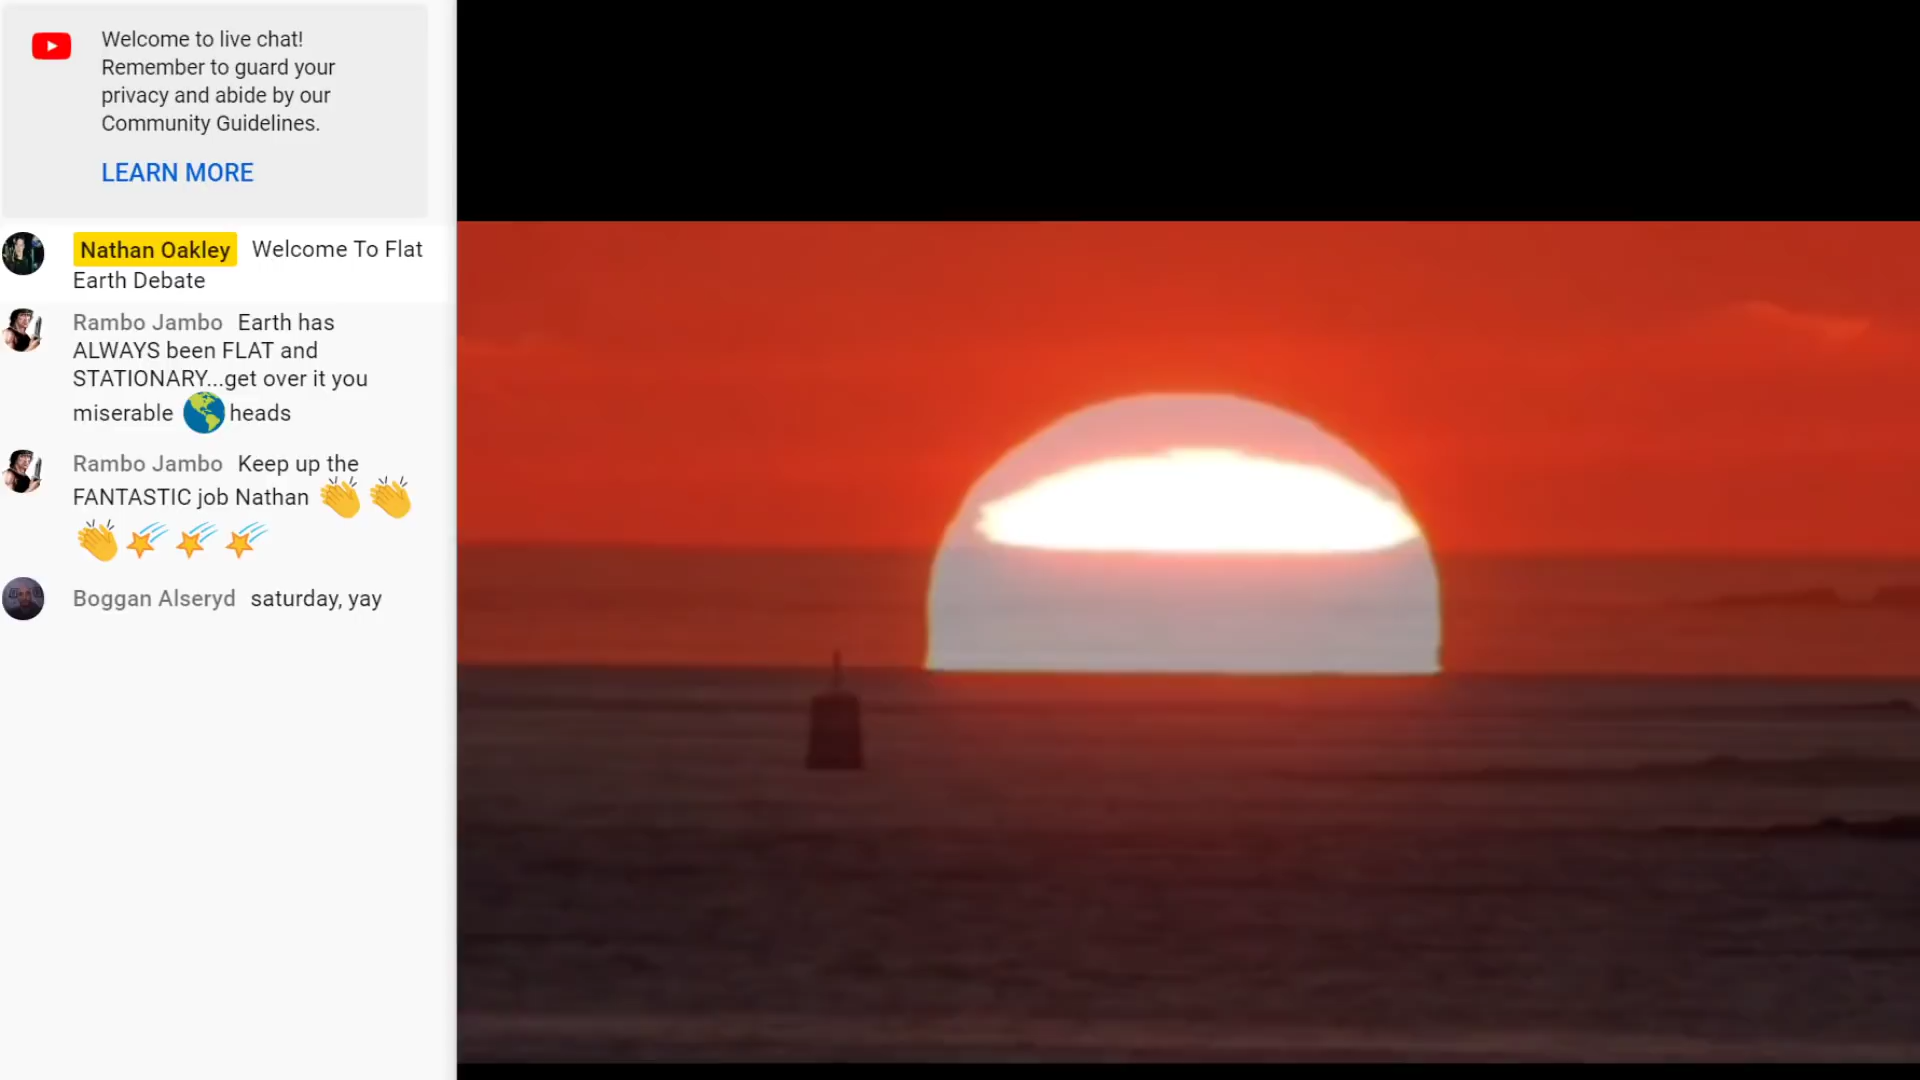 Welcome to live chat!
Remember to guard your
privacy and abide by our
Community Guidelines.
LEARN MORE
Nathan Oakley Welcome To Flat
Earth Debate
Rambo Jambo Earth has
ALWAYS been FLAT and
STATIONARY...get over it you
miserable 🌎heads
Rambo Jambo Keep up the
FANTASTIC job Nathan 👏 👏
👏 🌠 🌠 🌠
Boggan Alseryd saturday, yay